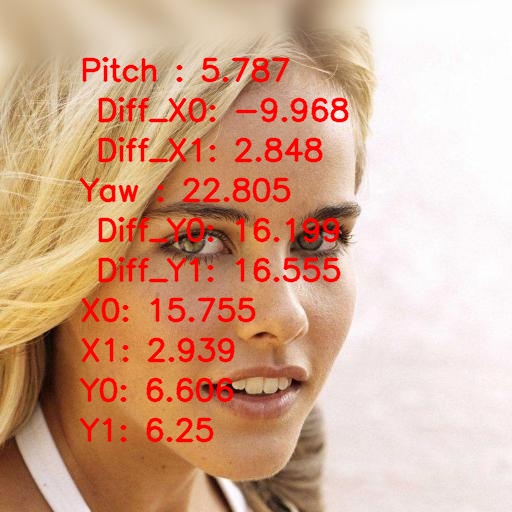 Pitch : 5.787
Diff_X0: -9.968
Diff_X1: 2.848
Yaw : 22.805
Diff_Y0: 16.199
Diff_Y1: 16.555
X0: 15.755
X1: 2.939
Y0: 6.606
Y1: 6.25